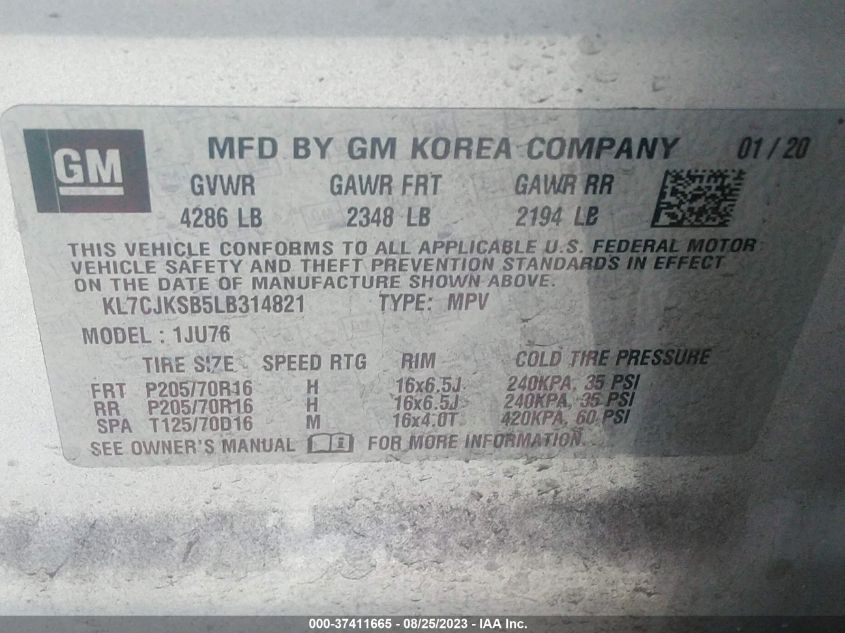 GM
MFD BY GM KOREA COMPANY 01/20
GVWR GAWR FRT GAWR RR
4286 LB 2348 LB 2194 LB
THIS VEHICLE CONFORMS TO ALL APPLICABLE U.S. FEDERAL MOTOR
VEHICLE SAFETY AND THEFT PREVENTION STANDARDS IN EFFECT
ON THE DATE OF MANUFACTURE SHOWN ABOVE.
KL7CJKSB5LB314821 TYPE: MPV
MODEL : 1JU76
TIRE SIZE SPEED RTG RIM COLD TIRE PRESSURE
FRT P205/70R16 H 16x6.5J 240KPA, 35 PSI
RR P205/70R16 H 16x6.5J 240KPA, 35 PSI
SPA T125/70D16 M 16x4.0T 420KPA, 60 PSI
SEE OWNER'S MANUAL FOR MORE INFORMATION.
000-37411665 - 08/25/2023 - IAA Inc.